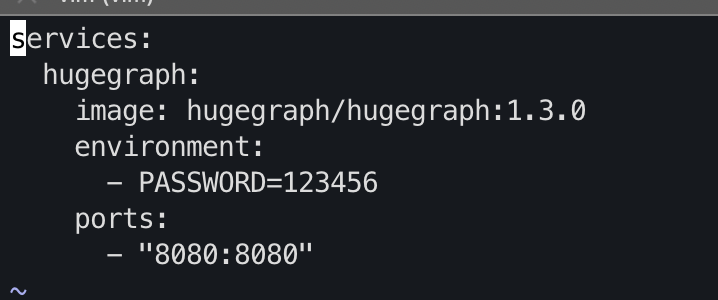 services:
  hugegraph:
    image: hugegraph/hugegraph:1.3.0
    environment:
      - PASSWORD=123456
    ports:
      - "8080:8080"
~